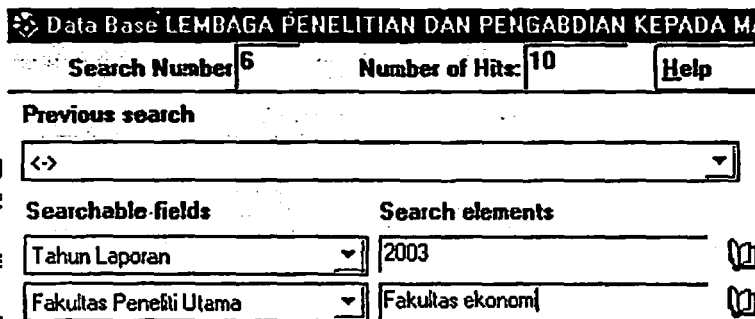 Data Base LEMBAGA PENELITIAN DAN PENGABDIAN KEPADA MA
Search Number 6 Number of Hits: 10 Help
Previous search
<->
Searchable-fields Search elements
Tahun Laporan 2003
Fakultas Peneliti Utama Fakultas ekonomi